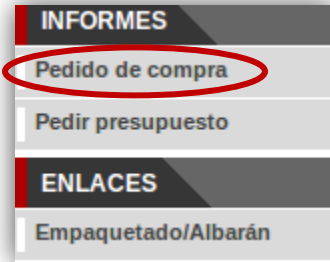 INFORMES
Pedido de compra
Pedir presupuesto
ENLACES
Empaquetado/Albarán